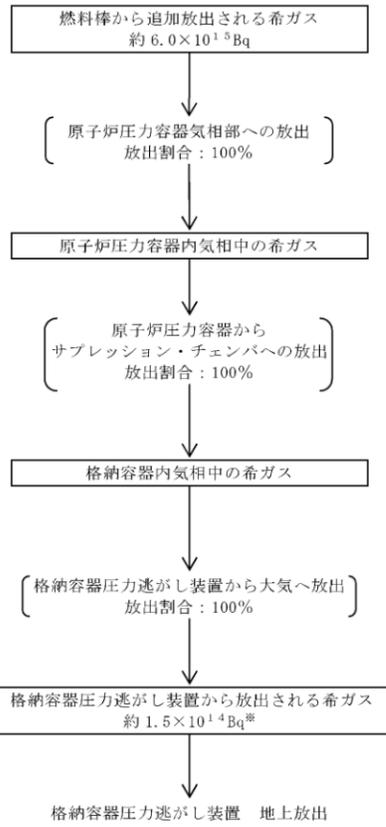 燃料棒から追加放出される希ガス
約 6.0×10¹⁵Bq
原子炉圧力容器気相部への放出
放出割合：100%
原子炉圧力容器内気相中の希ガス
原子炉圧力容器から
サプレッション・チェンバへの放出
放出割合：100%
格納容器内気相中の希ガス
格納容器圧力逃がし装置から大気へ放出
放出割合：100%
格納容器圧力逃がし装置から放出される希ガス
約 1.5×10¹⁴Bq※
格納容器圧力逃がし装置　地上放出